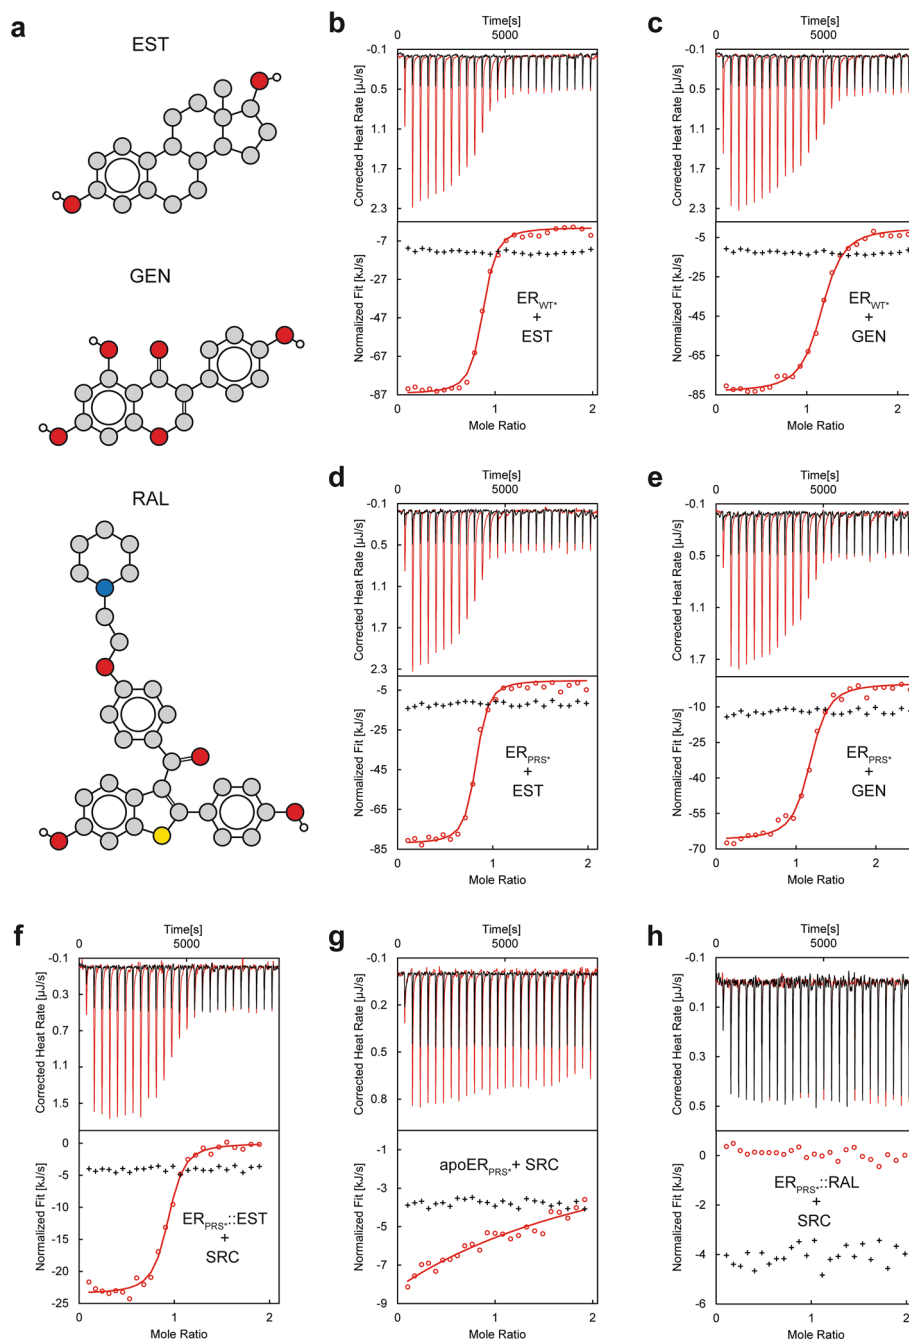 a
EST
GEN
RAL
b
Time[s]
0 5000
Corrected Heat Rate [µJ/s]
-0.1
0.5
1.1
1.7
2.3
Normalized Fit [kJ/s]
-7
-27
-47
-67
-87
ER_WT*
+
EST
0 1 2
Mole Ratio
c
Time[s]
0 5000
Corrected Heat Rate [µJ/s]
-0.1
0.5
1.1
1.7
2.3
Normalized Fit [kJ/s]
-5
-25
-45
-65
-85
ER_WT*
+
GEN
0 1 2
Mole Ratio
d
Time[s]
0 5000
Corrected Heat Rate [µJ/s]
-0.1
0.5
1.1
1.7
2.3
Normalized Fit [kJ/s]
-5
-25
-45
-65
-85
ER_PRS*
+
EST
0 1 2
Mole Ratio
e
Time[s]
0 5000
Corrected Heat Rate [µJ/s]
-0.1
0.5
1.1
1.7
Normalized Fit [kJ/s]
-10
-25
-40
-55
-70
ER_PRS*
+
GEN
0 1 2
Mole Ratio
f
Time[s]
0 5000
Corrected Heat Rate [µJ/s]
-0.1
0.3
0.7
1.1
1.5
Normalized Fit [kJ/s]
0
-5
-10
-15
-20
-25
ER_PRS*::EST
+
SRC
0 1 2
Mole Ratio
g
Time[s]
0 5000
Corrected Heat Rate [µJ/s]
-0.1
0.2
0.5
0.8
Normalized Fit [kJ/s]
-3
-5
-7
-9
apoER_PRS* + SRC
0 1 2
Mole Ratio
h
Time[s]
0 5000
Corrected Heat Rate [µJ/s]
-0.1
0.1
0.3
0.5
Normalized Fit [kJ/s]
0
-2
-4
-6
ER_PRS*::RAL
+
SRC
0 1 2
Mole Ratio